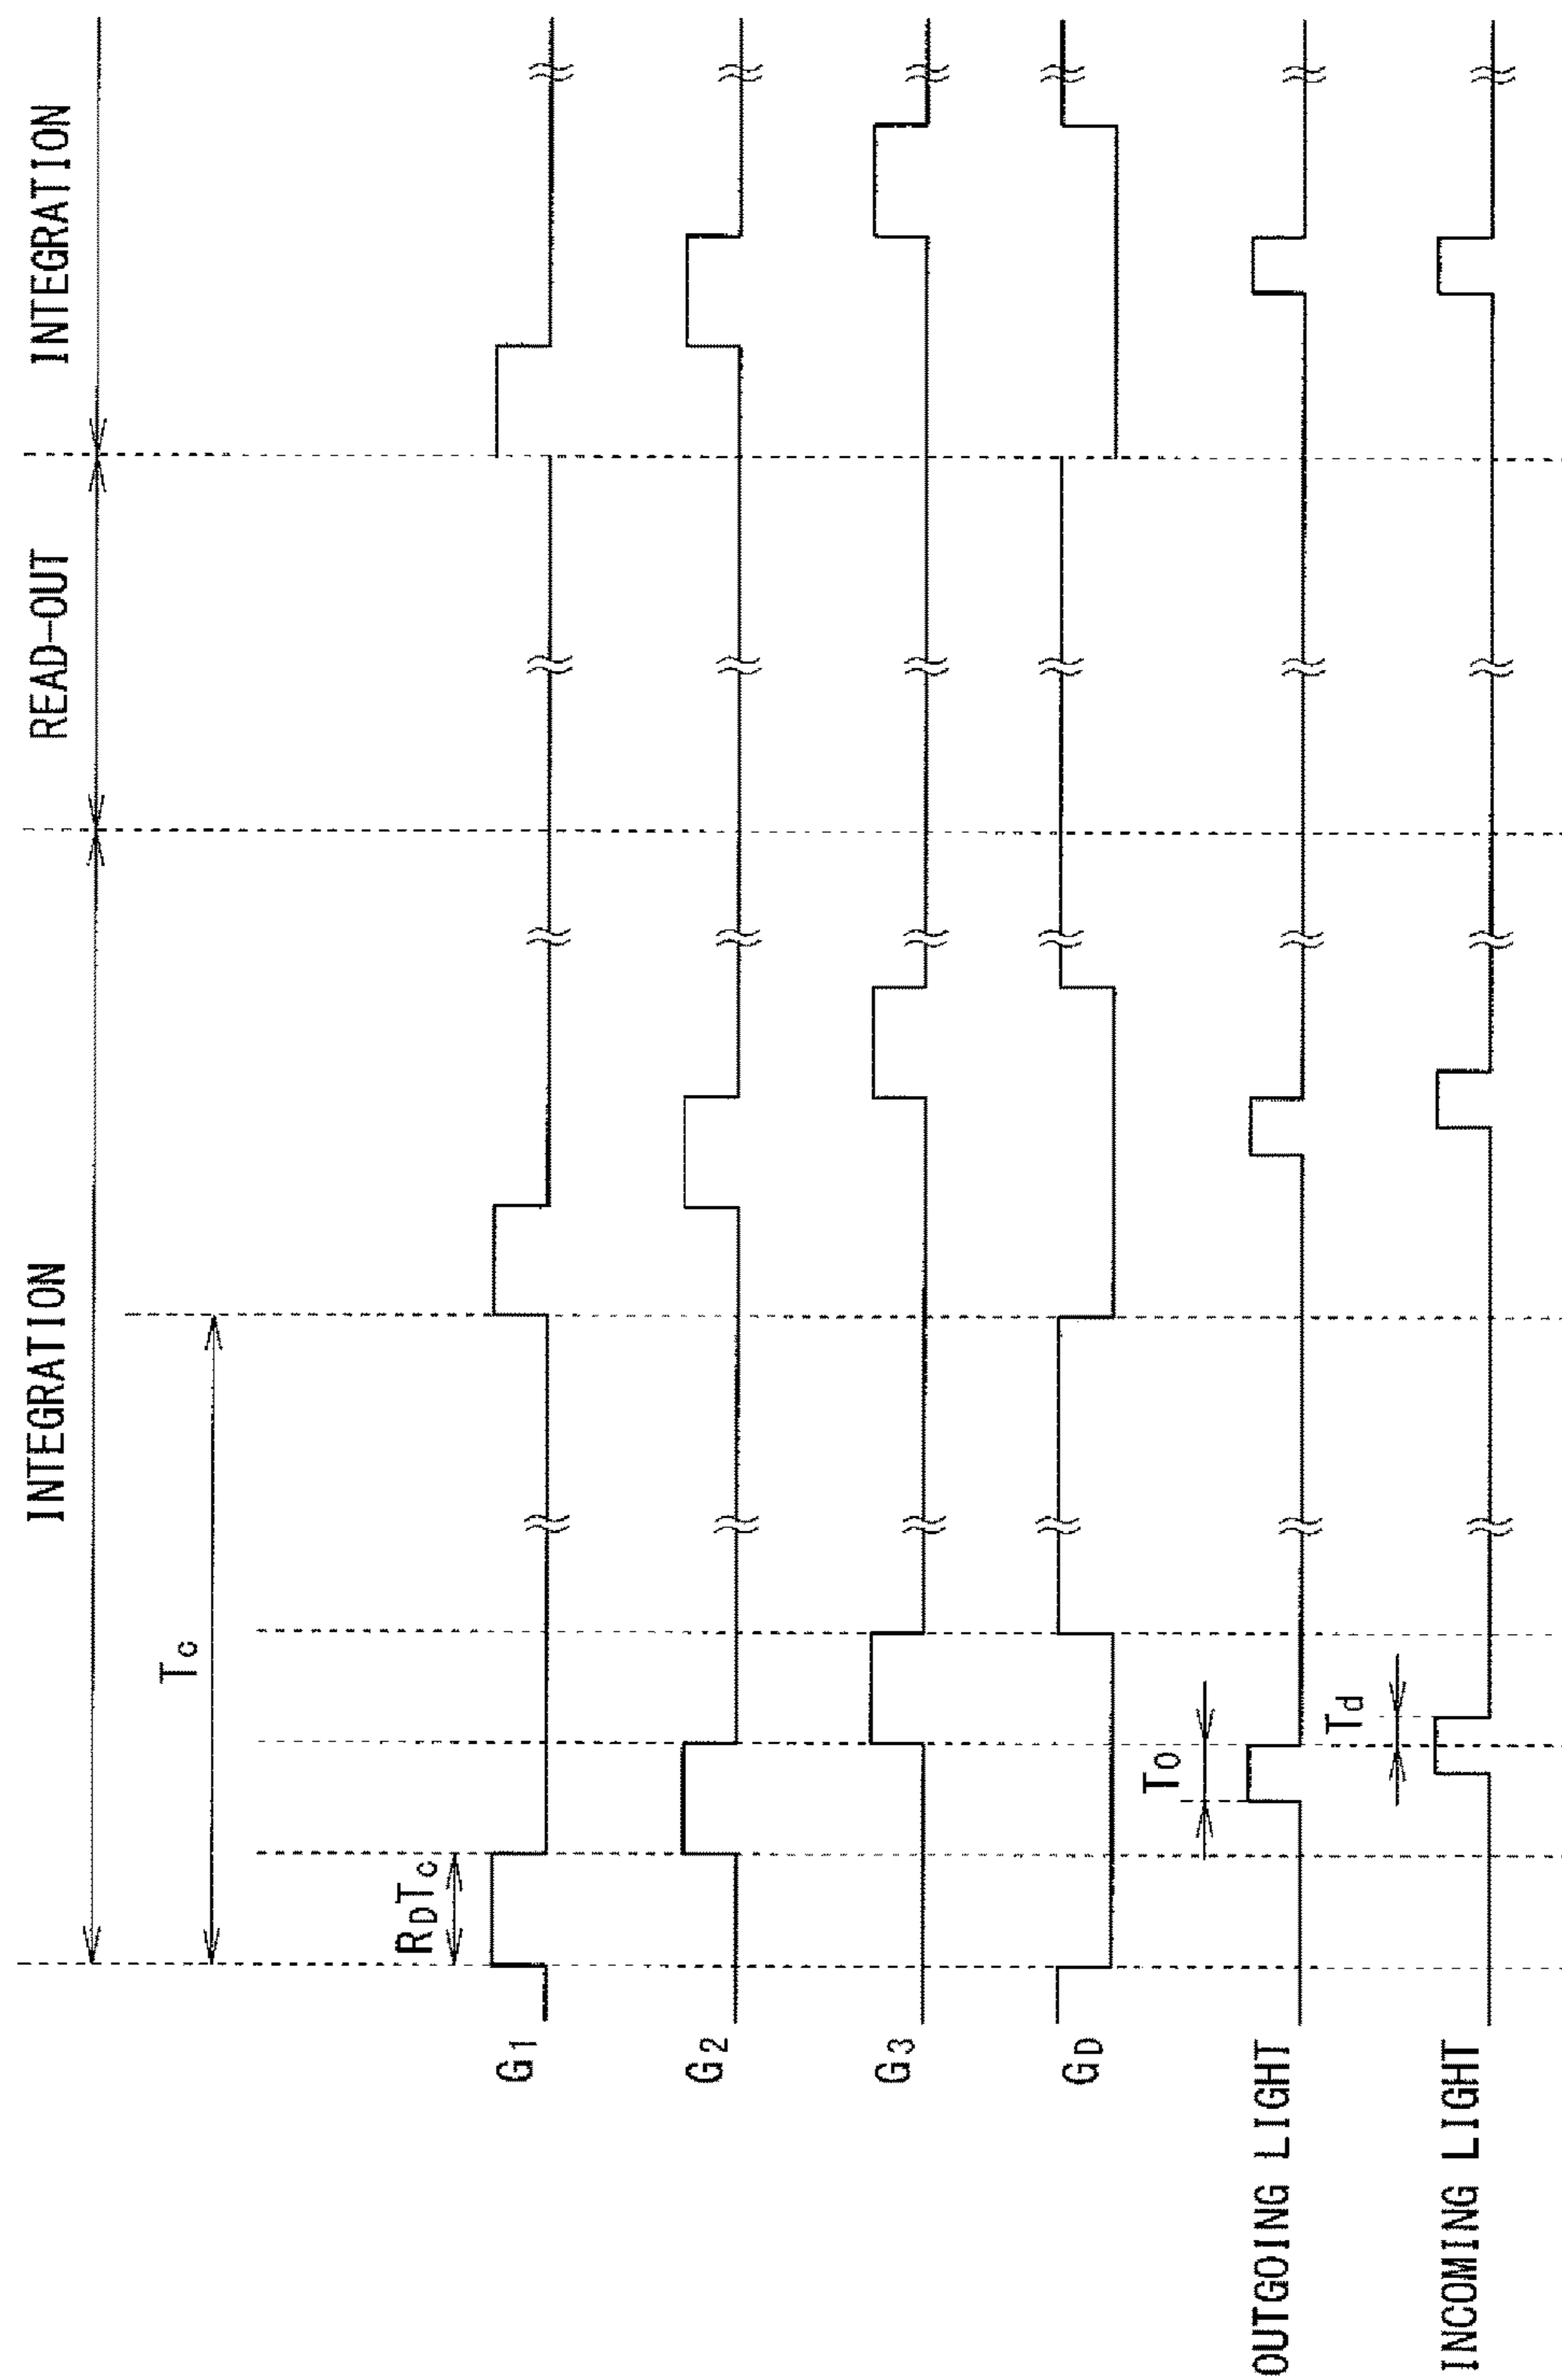 INTEGRATION
READ-OUT
INTEGRATION
Tc
RDTc
G1
G2
G3
GD
TO
OUTGOING LIGHT
Td
INCOMING LIGHT